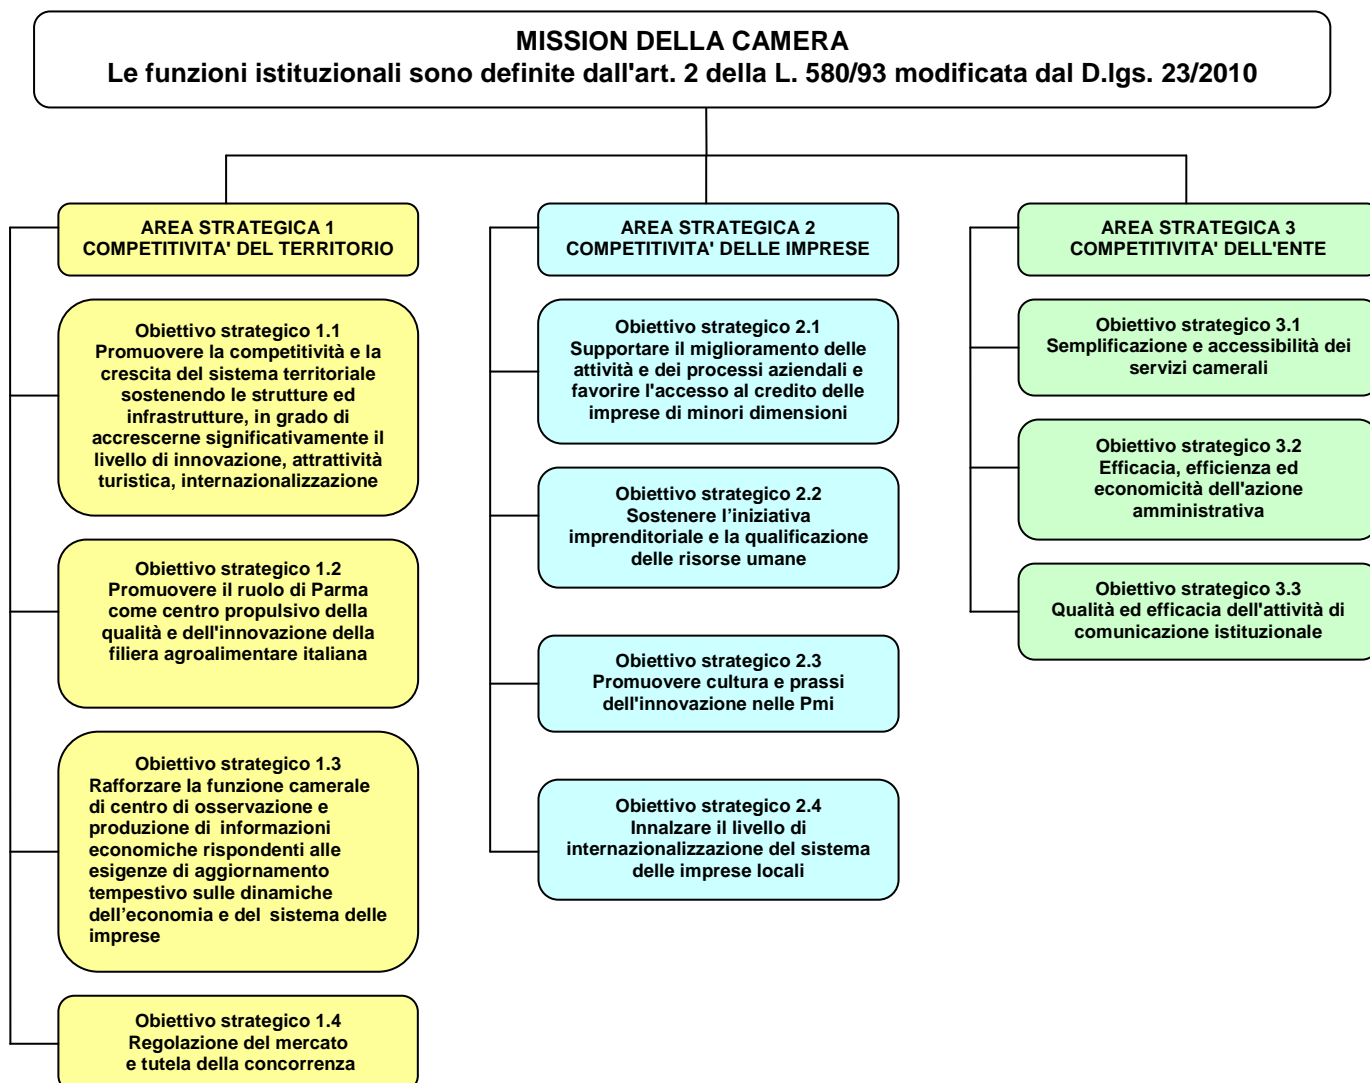 MISSION DELLA CAMERA
Le funzioni istituzionali sono definite dall'art. 2 della L. 580/93 modificata dal D.lgs. 23/2010
AREA STRATEGICA 1
COMPETITIVITA' DEL TERRITORIO
Obiettivo strategico 1.1
Promuovere la competitività e la
crescita del sistema territoriale
sostenendo le strutture ed
infrastrutture, in grado di
accrescerne significativamente il
livello di innovazione, attrattività
turistica, internazionalizzazione
Obiettivo strategico 1.2
Promuovere il ruolo di Parma
come centro propulsivo della
qualità e dell'innovazione della
filiera agroalimentare italiana
Obiettivo strategico 1.3
Rafforzare la funzione camerale
di centro di osservazione e
produzione di informazioni
economiche rispondenti alle
esigenze di aggiornamento
tempestivo sulle dinamiche
dell’economia e del sistema delle
imprese
Obiettivo strategico 1.4
Regolazione del mercato
e tutela della concorrenza
AREA STRATEGICA 2
COMPETITIVITA' DELLE IMPRESE
Obiettivo strategico 2.1
Supportare il miglioramento delle
attività e dei processi aziendali e
favorire l'accesso al credito delle
imprese di minori dimensioni
Obiettivo strategico 2.2
Sostenere l’iniziativa
imprenditoriale e la qualificazione
delle risorse umane
Obiettivo strategico 2.3
Promuovere cultura e prassi
dell'innovazione nelle Pmi
Obiettivo strategico 2.4
Innalzare il livello di
internazionalizzazione del sistema
delle imprese locali
AREA STRATEGICA 3
COMPETITIVITA' DELL'ENTE
Obiettivo strategico 3.1
Semplificazione e accessibilità dei
servizi camerali
Obiettivo strategico 3.2
Efficacia, efficienza ed
economicità dell'azione
amministrativa
Obiettivo strategico 3.3
Qualità ed efficacia dell'attività di
comunicazione istituzionale